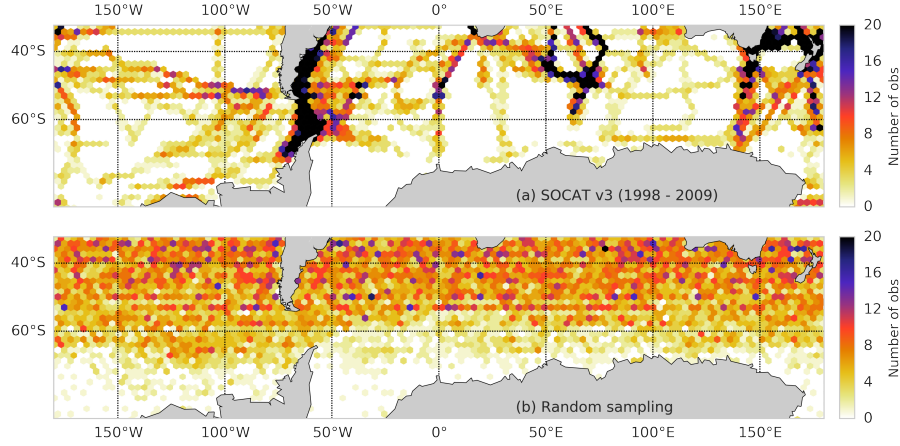 150°W 100°W 50°W 0° 50°E 100°E 150°E
40°S
60°S
(a) SOCAT v3 (1998 - 2009)
20
16
12
8
4
0
Number of obs
40°S
60°S
(b) Random sampling
20
16
12
8
4
0
Number of obs
150°W 100°W 50°W 0° 50°E 100°E 150°E